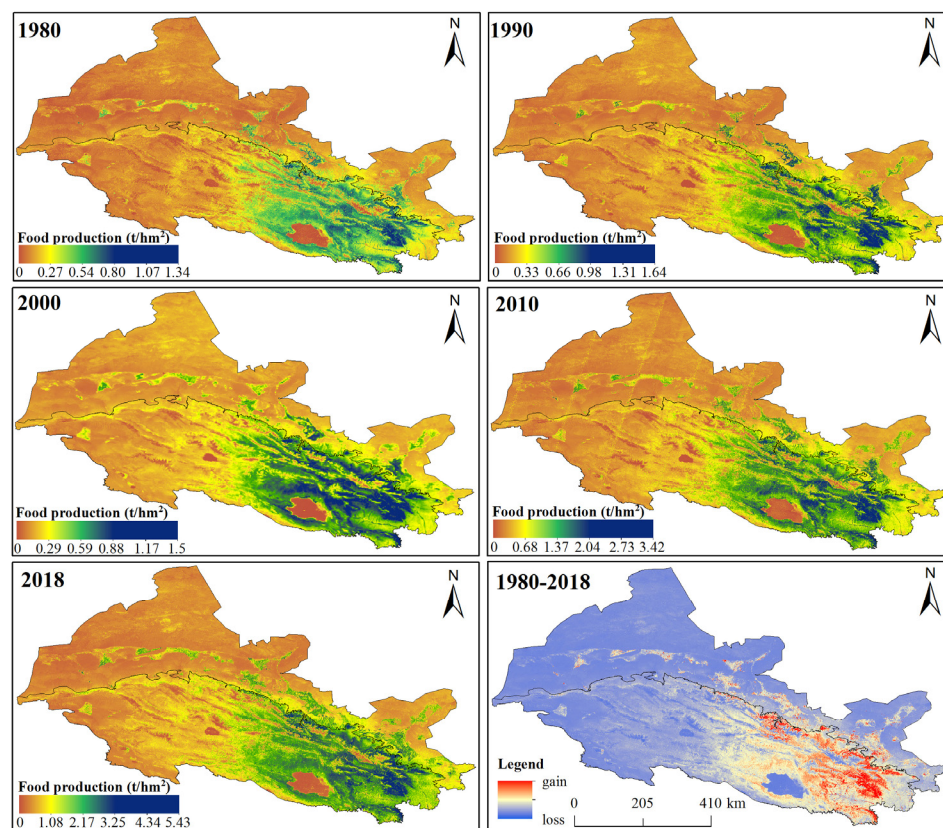 1980
N
Food production (t/hm²)
0 0.27 0.54 0.80 1.07 1.34
1990
N
Food production (t/hm²)
0 0.33 0.66 0.98 1.31 1.64
2000
N
Food production (t/hm²)
0 0.29 0.59 0.88 1.17 1.5
2010
N
Food production (t/hm²)
0 0.68 1.37 2.04 2.73 3.42
2018
N
Food production (t/hm²)
0 1.08 2.17 3.25 4.34 5.43
1980-2018
N
Legend
gain
loss
0 205 410 km